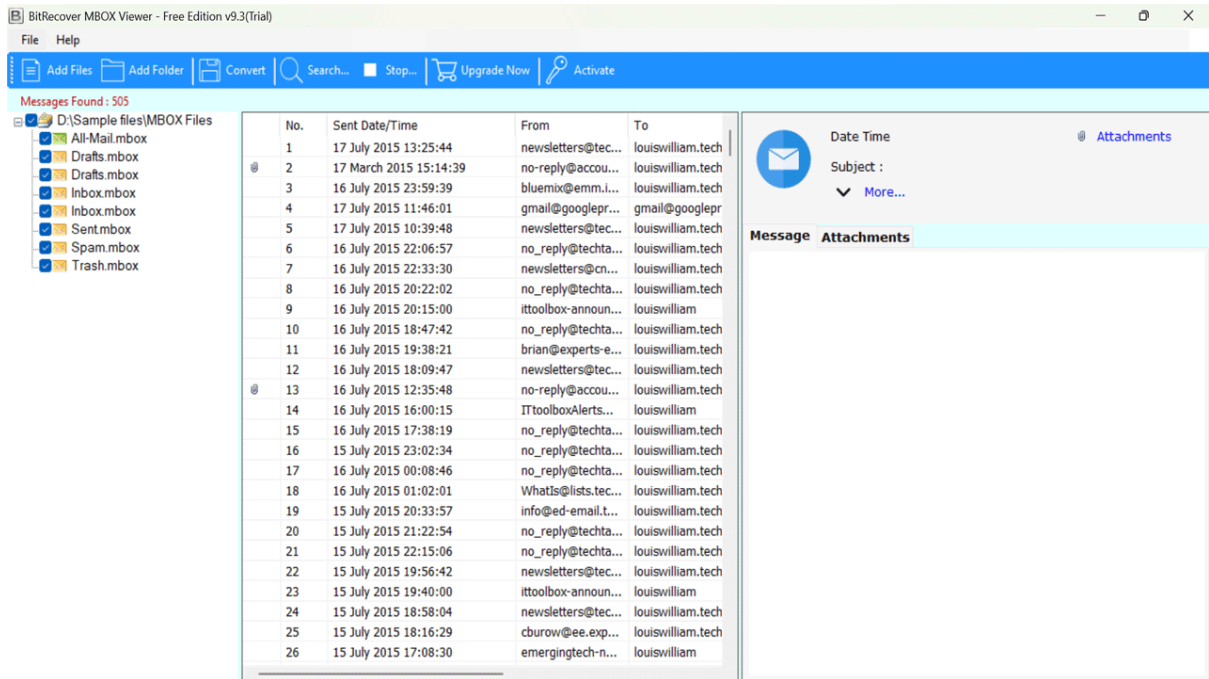 BitRecover MBOX Viewer - Free Edition v9.3(Trial)
File Help
Add Files Add Folder Convert Search... Stop... Upgrade Now Activate
Messages Found : 505
D:\Sample files\MBOX Files
All-Mail.mbox
Drafts.mbox
Drafts.mbox
Inbox.mbox
Inbox.mbox
Sent.mbox
Spam.mbox
Trash.mbox
No. Sent Date/Time From To
1 17 July 2015 13:25:44 newsletters@tec... louiswilliam.tech
2 17 March 2015 15:14:39 no-reply@accou... louiswilliam.tech
3 16 July 2015 23:59:39 bluemix@emm.i... louiswilliam.tech
4 17 July 2015 11:46:01 gmail@googlepr... gmail@googlepr
5 17 July 2015 10:39:48 newsletters@tec... louiswilliam.tech
6 16 July 2015 22:06:57 no_reply@techta... louiswilliam.tech
7 16 July 2015 22:33:30 newsletters@cn... louiswilliam.tech
8 16 July 2015 20:22:02 no_reply@techta... louiswilliam.tech
9 16 July 2015 20:15:00 ittoolbox-announ... louiswilliam
10 16 July 2015 18:47:42 no_reply@techta... louiswilliam.tech
11 16 July 2015 19:38:21 brian@experts-e... louiswilliam.tech
12 16 July 2015 18:09:47 newsletters@tec... louiswilliam.tech
13 16 July 2015 12:35:48 no-reply@accou... louiswilliam.tech
14 16 July 2015 16:00:15 ITtoolboxAlerts... louiswilliam
15 16 July 2015 17:38:19 no_reply@techta... louiswilliam.tech
16 15 July 2015 23:02:34 no_reply@techta... louiswilliam.tech
17 16 July 2015 00:08:46 no_reply@techta... louiswilliam.tech
18 16 July 2015 01:02:01 WhatIs@lists.tec... louiswilliam.tech
19 15 July 2015 20:33:57 info@ed-email.t... louiswilliam.tech
20 15 July 2015 21:22:54 no_reply@techta... louiswilliam.tech
21 15 July 2015 22:15:06 no_reply@techta... louiswilliam.tech
22 15 July 2015 19:56:42 newsletters@tec... louiswilliam.tech
23 15 July 2015 19:40:00 ittoolbox-announ... louiswilliam
24 15 July 2015 18:58:04 newsletters@tec... louiswilliam.tech
25 15 July 2015 18:16:29 cburow@ee.exp... louiswilliam.tech
26 15 July 2015 17:08:30 emergingtech-n... louiswilliam
Date Time Attachments
Subject :
More...
Message Attachments